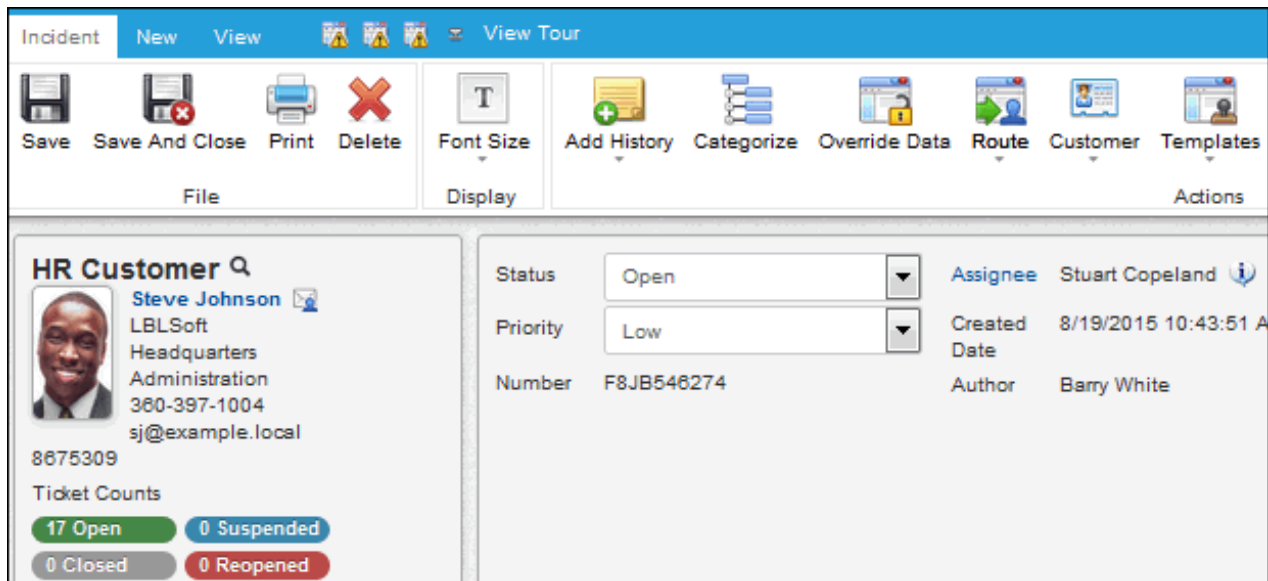 Incident New View View Tour
Save Save And Close Print Delete T Font Size Add History Categorize Override Data Route Customer Templates
File Display Actions
HR Customer
Steve Johnson
LBLSoft
Headquarters
Administration
360-397-1004
sj@example.local
8675309
Ticket Counts
17 Open 0 Suspended
0 Closed 0 Reopened
Status Open Assignee Stuart Copeland
Priority Low Created Date 8/19/2015 10:43:51 A
Number F8JB546274 Author Barry White